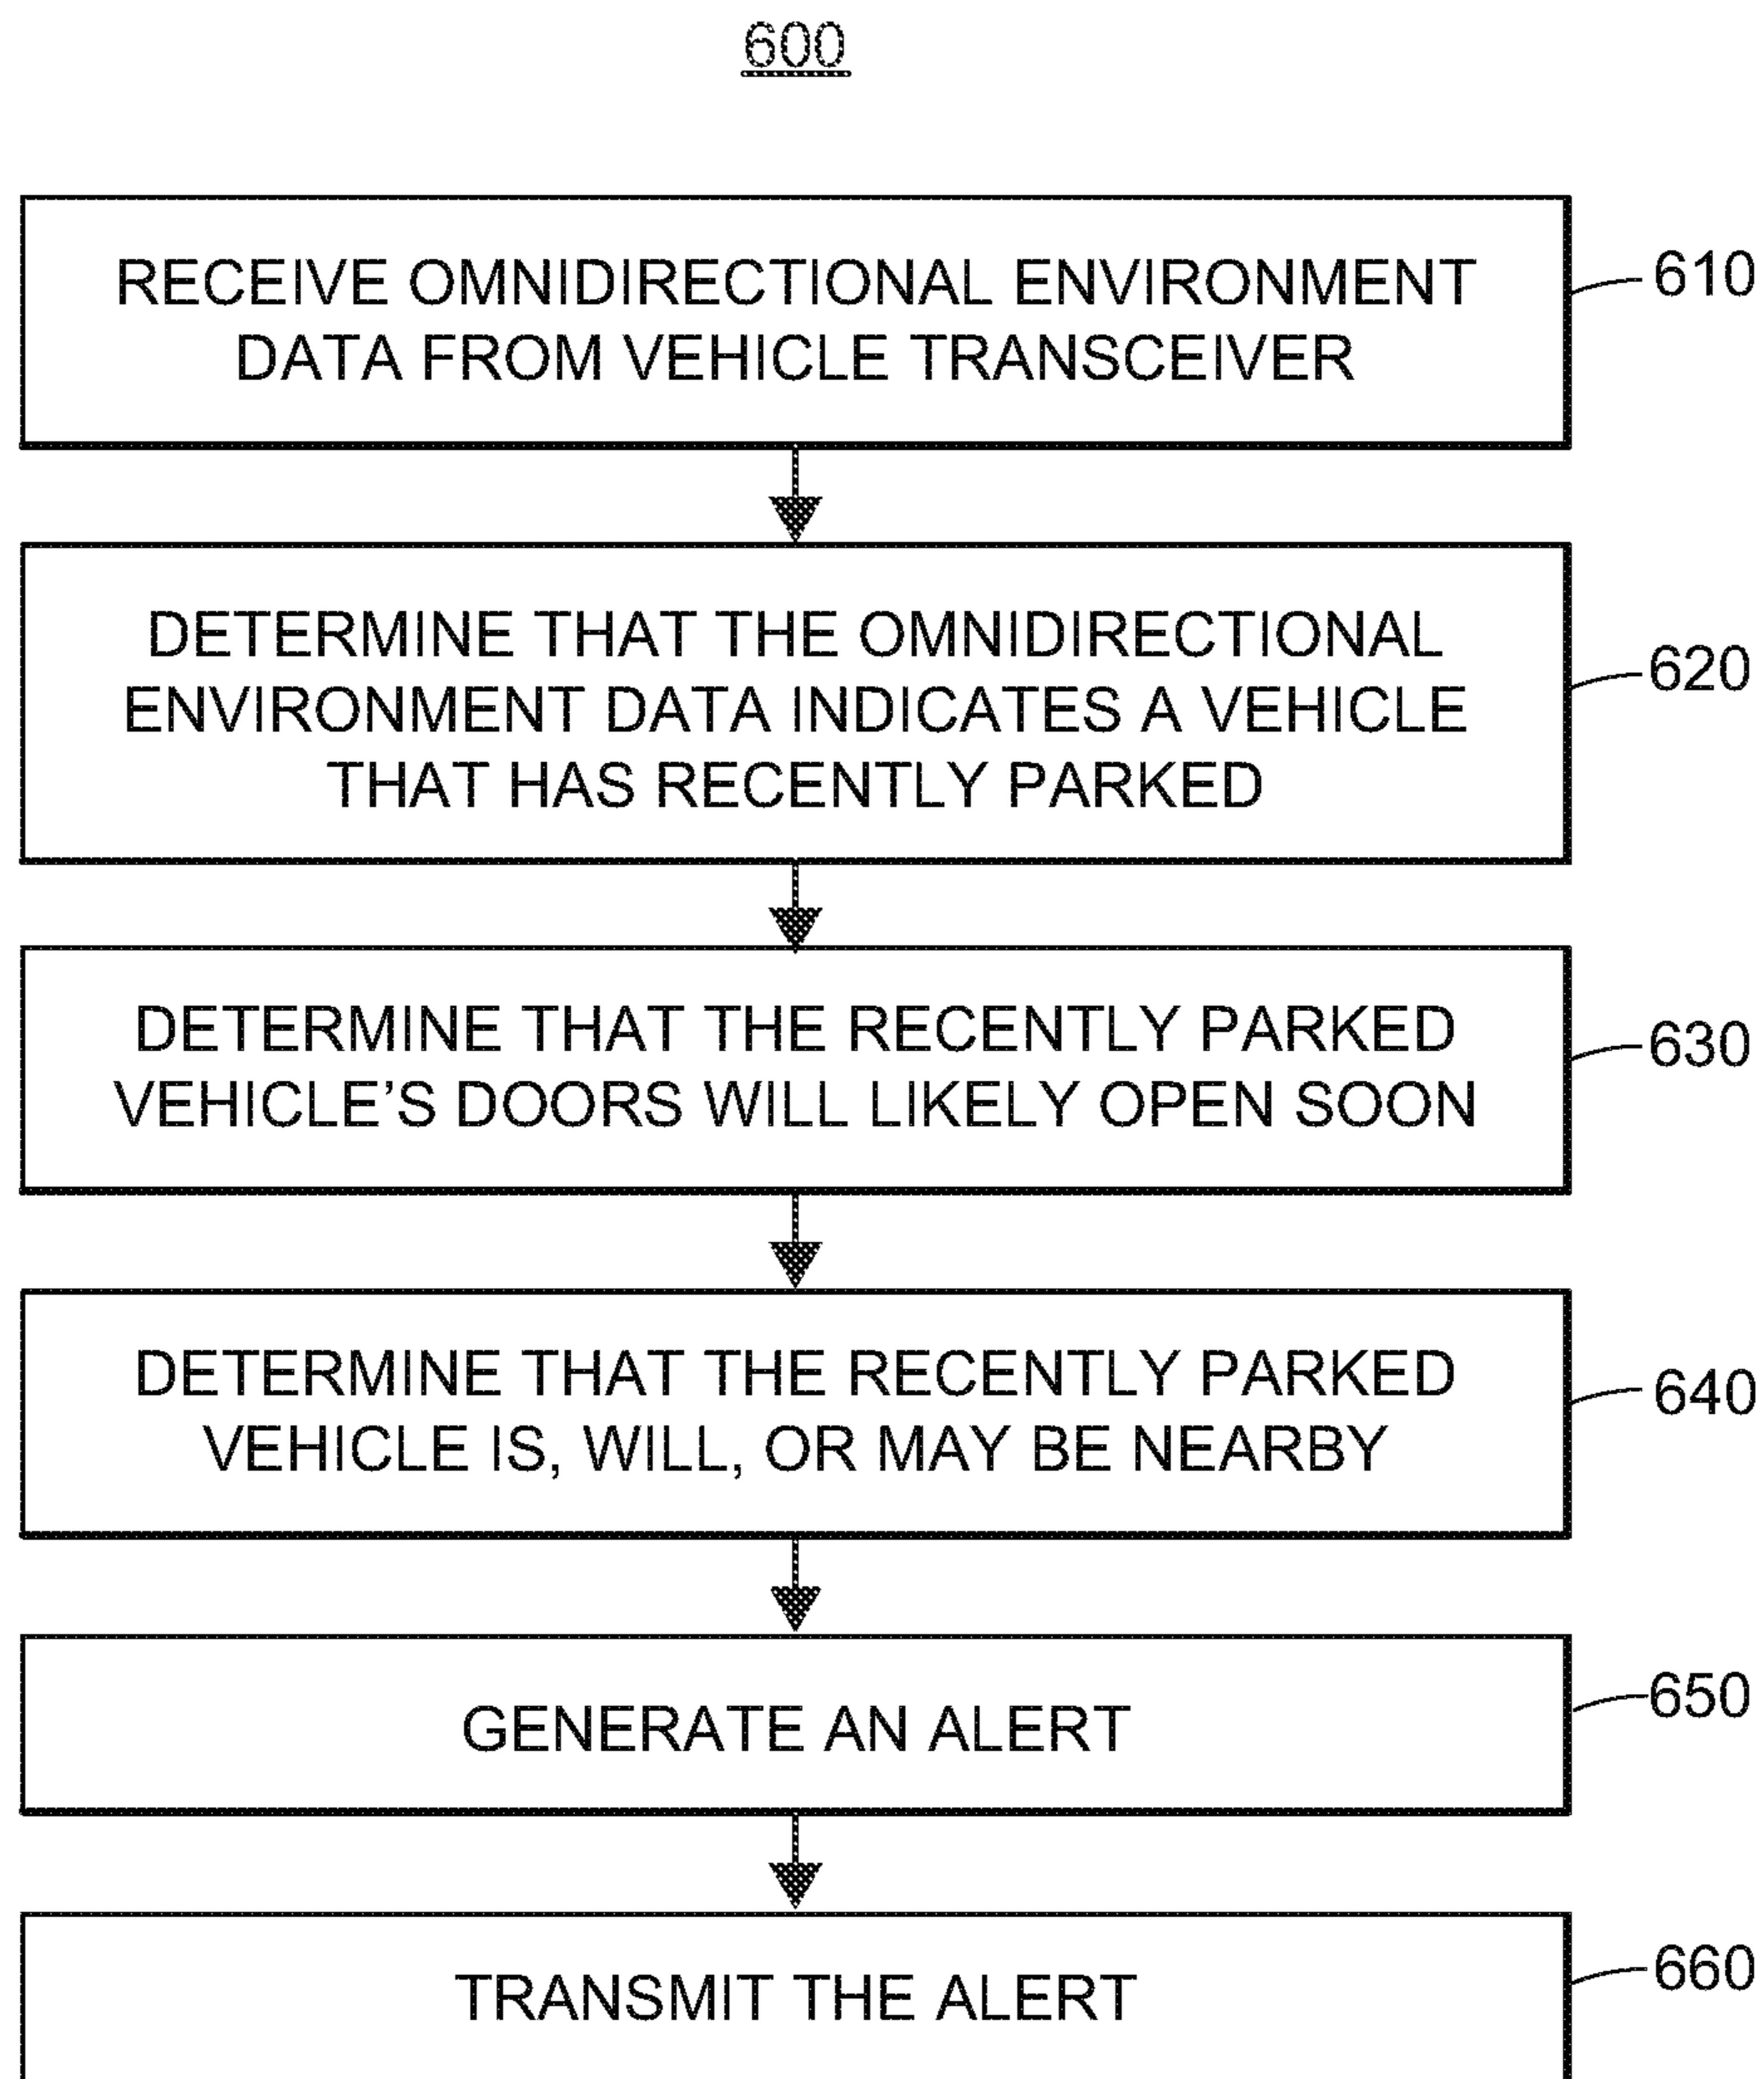 600
RECEIVE OMNIDIRECTIONAL ENVIRONMENT
DATA FROM VEHICLE TRANSCEIVER
610
DETERMINE THAT THE OMNIDIRECTIONAL
ENVIRONMENT DATA INDICATES A VEHICLE
THAT HAS RECENTLY PARKED
620
DETERMINE THAT THE RECENTLY PARKED
VEHICLE’S DOORS WILL LIKELY OPEN SOON
630
DETERMINE THAT THE RECENTLY PARKED
VEHICLE IS, WILL, OR MAY BE NEARBY
640
GENERATE AN ALERT
650
TRANSMIT THE ALERT
660